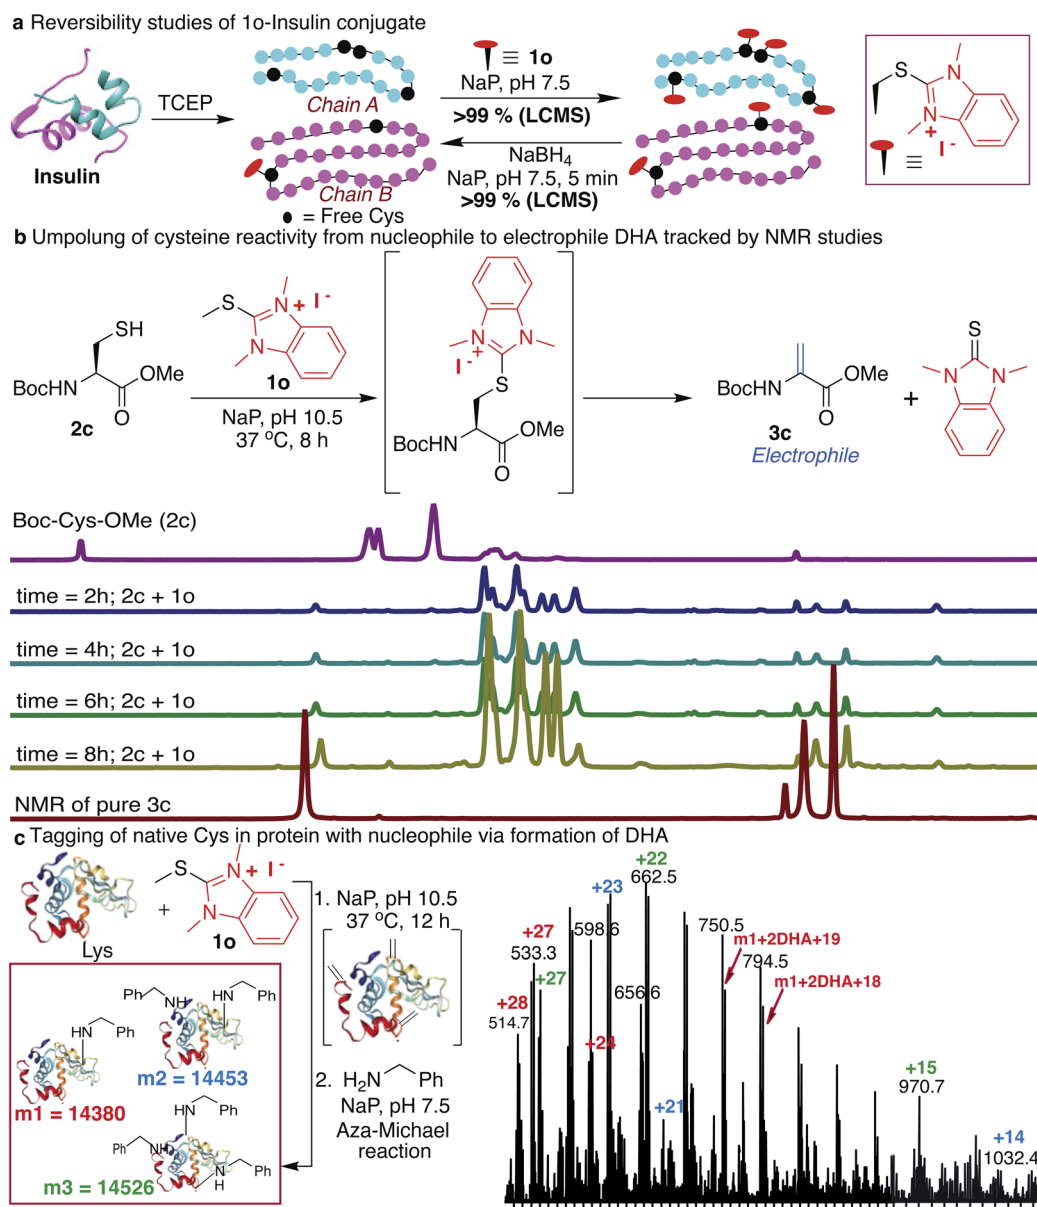 a Reversibility studies of 1o-Insulin conjugate
Insulin
TCEP
Chain A
Chain B
= Free Cys
≡ 1o
NaP, pH 7.5
>99 % (LCMS)
NaBH4
NaP, pH 7.5, 5 min
>99 % (LCMS)
S
N
N
+
I -
≡
b Umpolung of cysteine reactivity from nucleophile to electrophile DHA tracked by NMR studies
SH
BocHN
OMe
O
2c
S
N
+ I -
N
1o
NaP, pH 10.5
37 ºC, 8 h
N
N
+
I -
S
BocHN
OMe
O
BocHN
OMe
O
3c
Electrophile
+
S
N
N
Boc-Cys-OMe (2c)
time = 2h; 2c + 1o
time = 4h; 2c + 1o
time = 6h; 2c + 1o
time = 8h; 2c + 1o
NMR of pure 3c
c Tagging of native Cys in protein with nucleophile via formation of DHA
Lys
+
S
N
+ I -
N
1o
1. NaP, pH 10.5
37 ºC, 12 h
2. H2N Ph
NaP, pH 7.5
Aza-Michael
reaction
HN
Ph
m1 = 14380
Ph
NH
HN
Ph
m2 = 14453
HN
Ph
Ph
NH
N
H
Ph
m3 = 14526
+28
514.7
+27
533.3
+27
598.6
+24
+23
+22
662.5
656.6
+21
750.5
m1+2DHA+19
794.5
m1+2DHA+18
+15
970.7
+14
1032.4